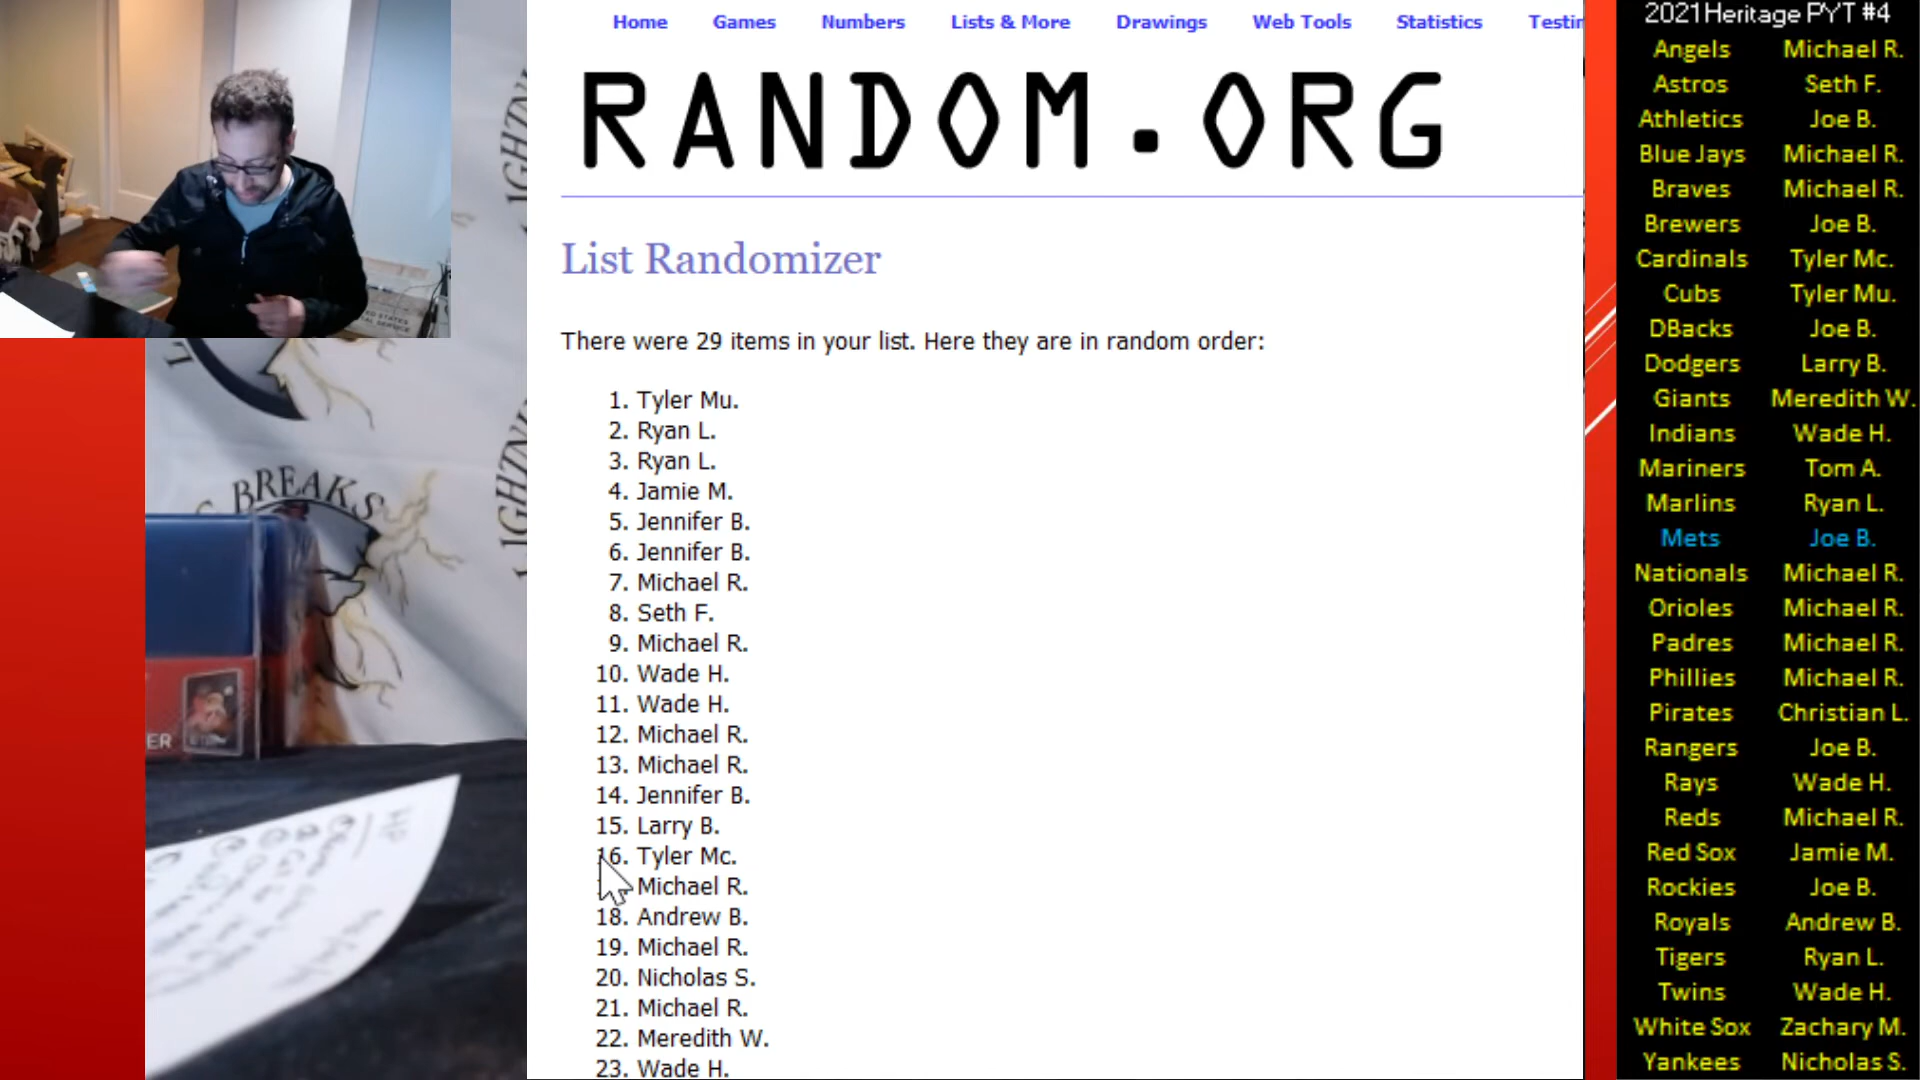 Home Games Numbers Lists & More Drawings Web Tools Statistics Testin
RANDOM.ORG
List Randomizer
There were 29 items in your list. Here they are in random order:
1. Tyler Mu.
2. Ryan L.
3. Ryan L.
4. Jamie M.
5. Jennifer B.
6. Jennifer B.
7. Michael R.
8. Seth F.
9. Michael R.
10. Wade H.
11. Wade H.
12. Michael R.
13. Michael R.
14. Jennifer B.
15. Larry B.
16. Tyler Mc.
Michael R.
18. Andrew B.
19. Michael R.
20. Nicholas S.
21. Michael R.
22. Meredith W.
23. Wade H.
2021 Heritage PYT #4
Angels Michael R.
Astros Seth F.
Athletics Joe B.
Blue Jays Michael R.
Braves Michael R.
Brewers Joe B.
Cardinals Tyler Mc.
Cubs Tyler Mu.
DBacks Joe B.
Dodgers Larry B.
Giants Meredith W.
Indians Wade H.
Mariners Tom A.
Marlins Ryan L.
Mets Joe B.
Nationals Michael R.
Orioles Michael R.
Padres Michael R.
Phillies Michael R.
Pirates Christian L.
Rangers Joe B.
Rays Wade H.
Reds Michael R.
Red Sox Jamie M.
Rockies Joe B.
Royals Andrew B.
Tigers Ryan L.
Twins Wade H.
White Sox Zachary M.
Yankees Nicholas S.
BREAKS
ER